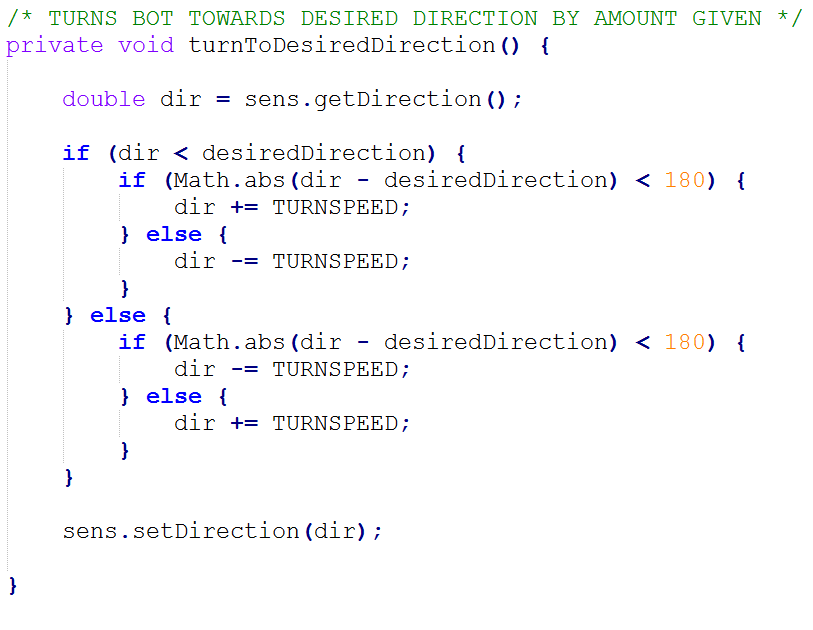 /* TURNS BOT TOWARDS DESIRED DIRECTION BY AMOUNT GIVEN */
private void turnToDesiredDirection() {
    double dir = sens.getDirection();
    if (dir < desiredDirection) {
        if (Math.abs(dir - desiredDirection) < 180) {
            dir += TURNSPEED;
        } else {
            dir -= TURNSPEED;
        }
    } else {
        if (Math.abs(dir - desiredDirection) < 180) {
            dir -= TURNSPEED;
        } else {
            dir += TURNSPEED;
        }
    }
    sens.setDirection(dir);
}